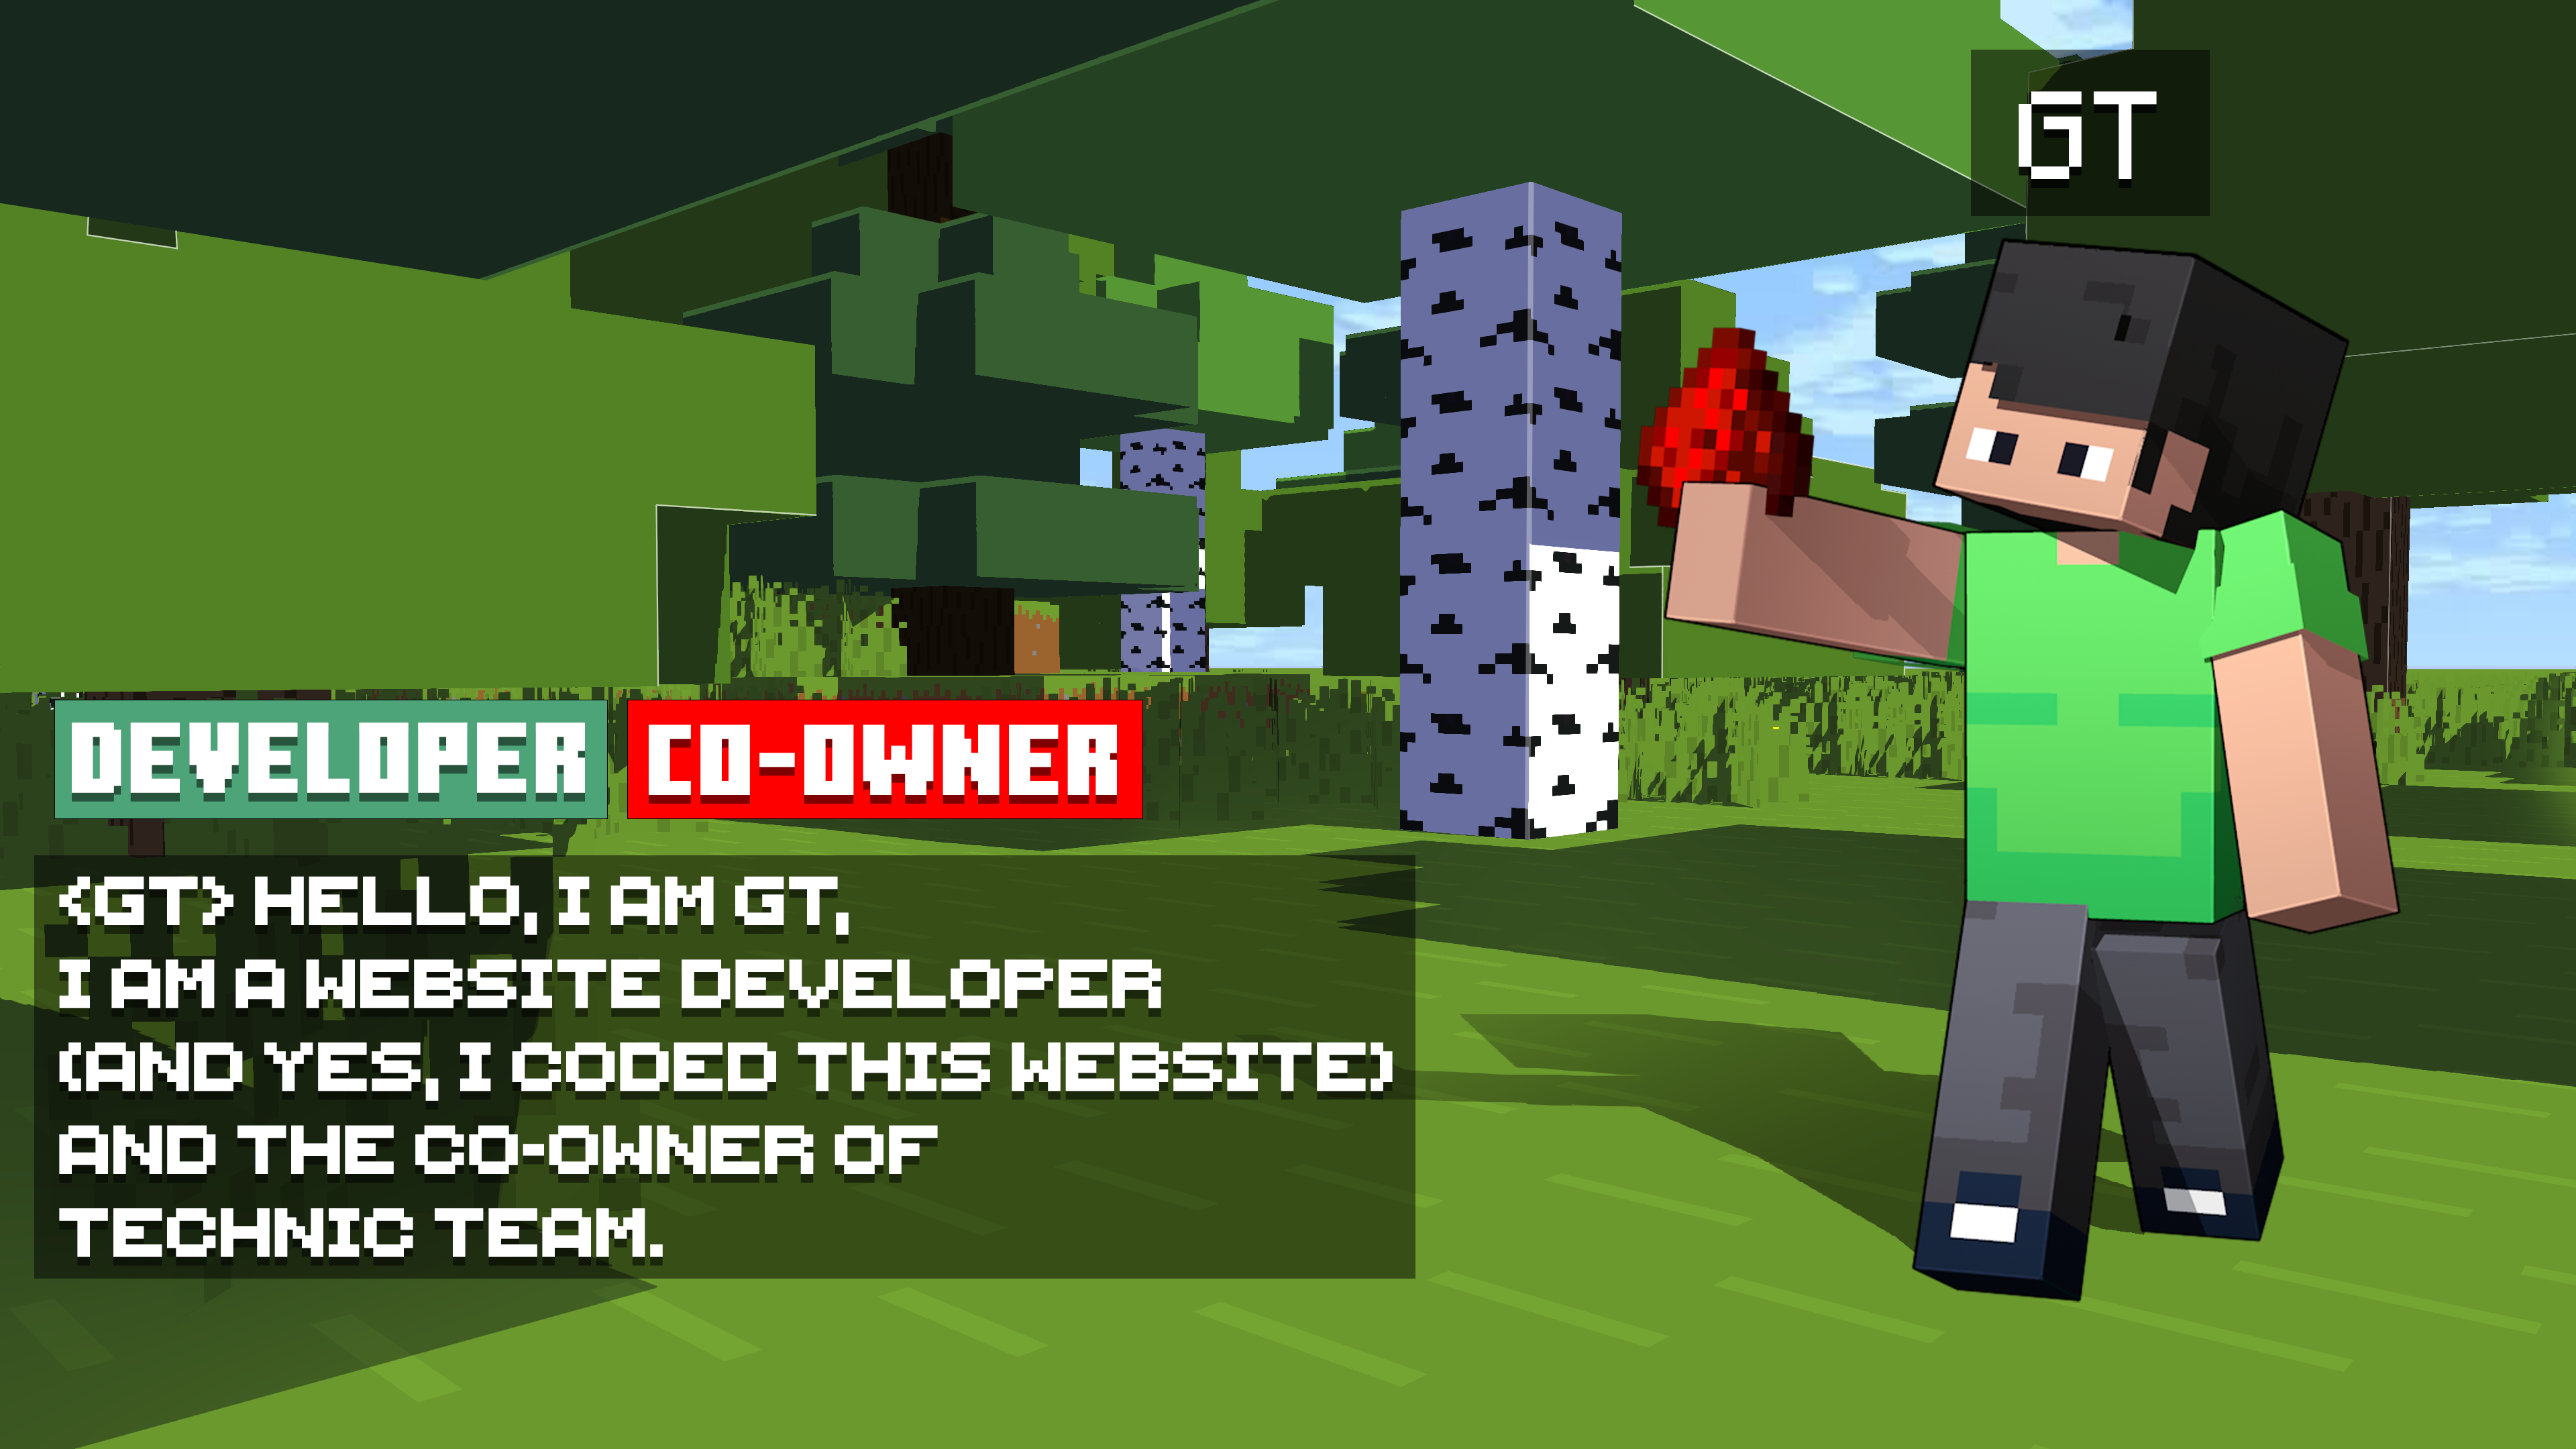 GT
DEVELOPER CO-OWNER
<GT> HELLO, I AM GT,
I AM A WEBSITE DEVELOPER
(AND YES, I CODED THIS WEBSITE)
AND THE CO-OWNER OF
TECHNIC TEAM.